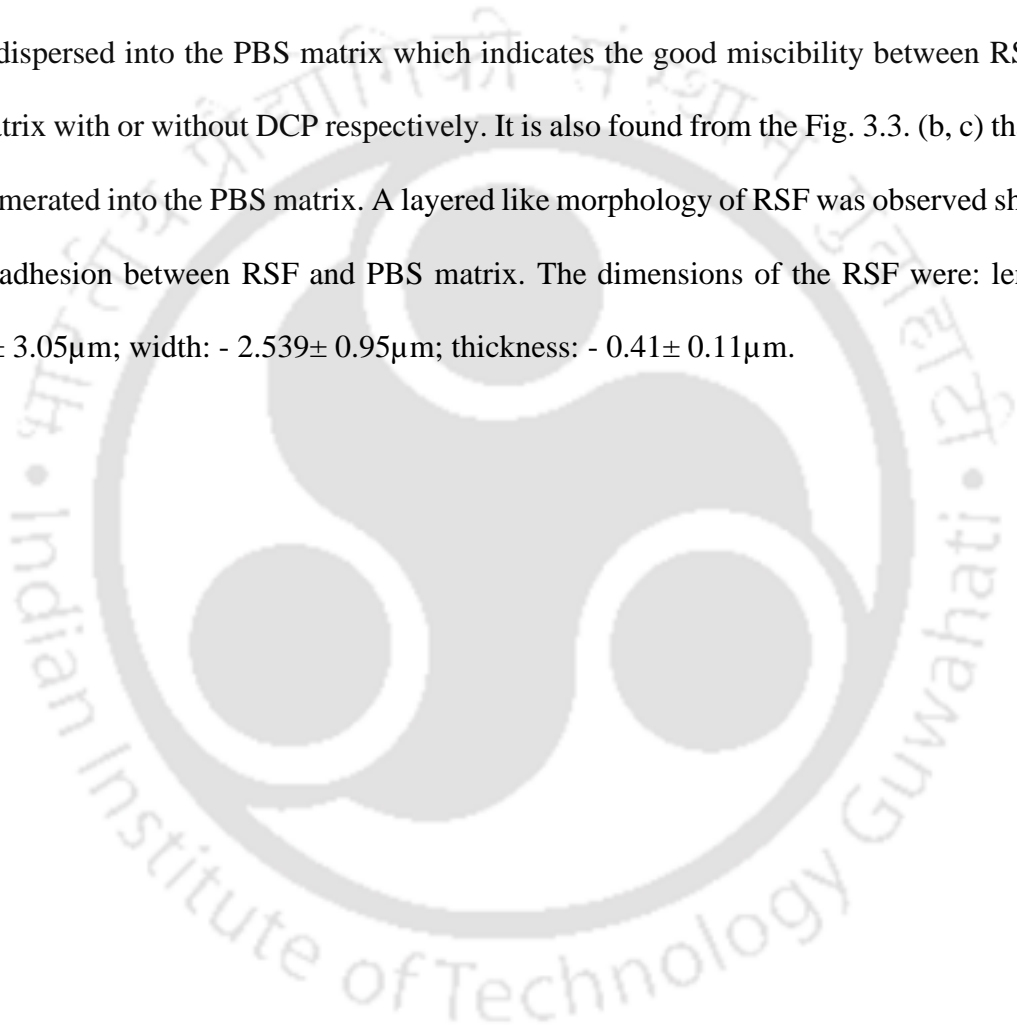 dispersed into the PBS matrix which indicates the good miscibility between RS
trix with or without DCP respectively. It is also found from the Fig. 3.3. (b, c) th
merated into the PBS matrix. A layered like morphology of RSF was observed sh
adhesion between RSF and PBS matrix. The dimensions of the RSF were: le
± 3.05µm; width: - 2.539± 0.95µm; thickness: - 0.41± 0.11µm.
Indian Institute of Technology Guwahati